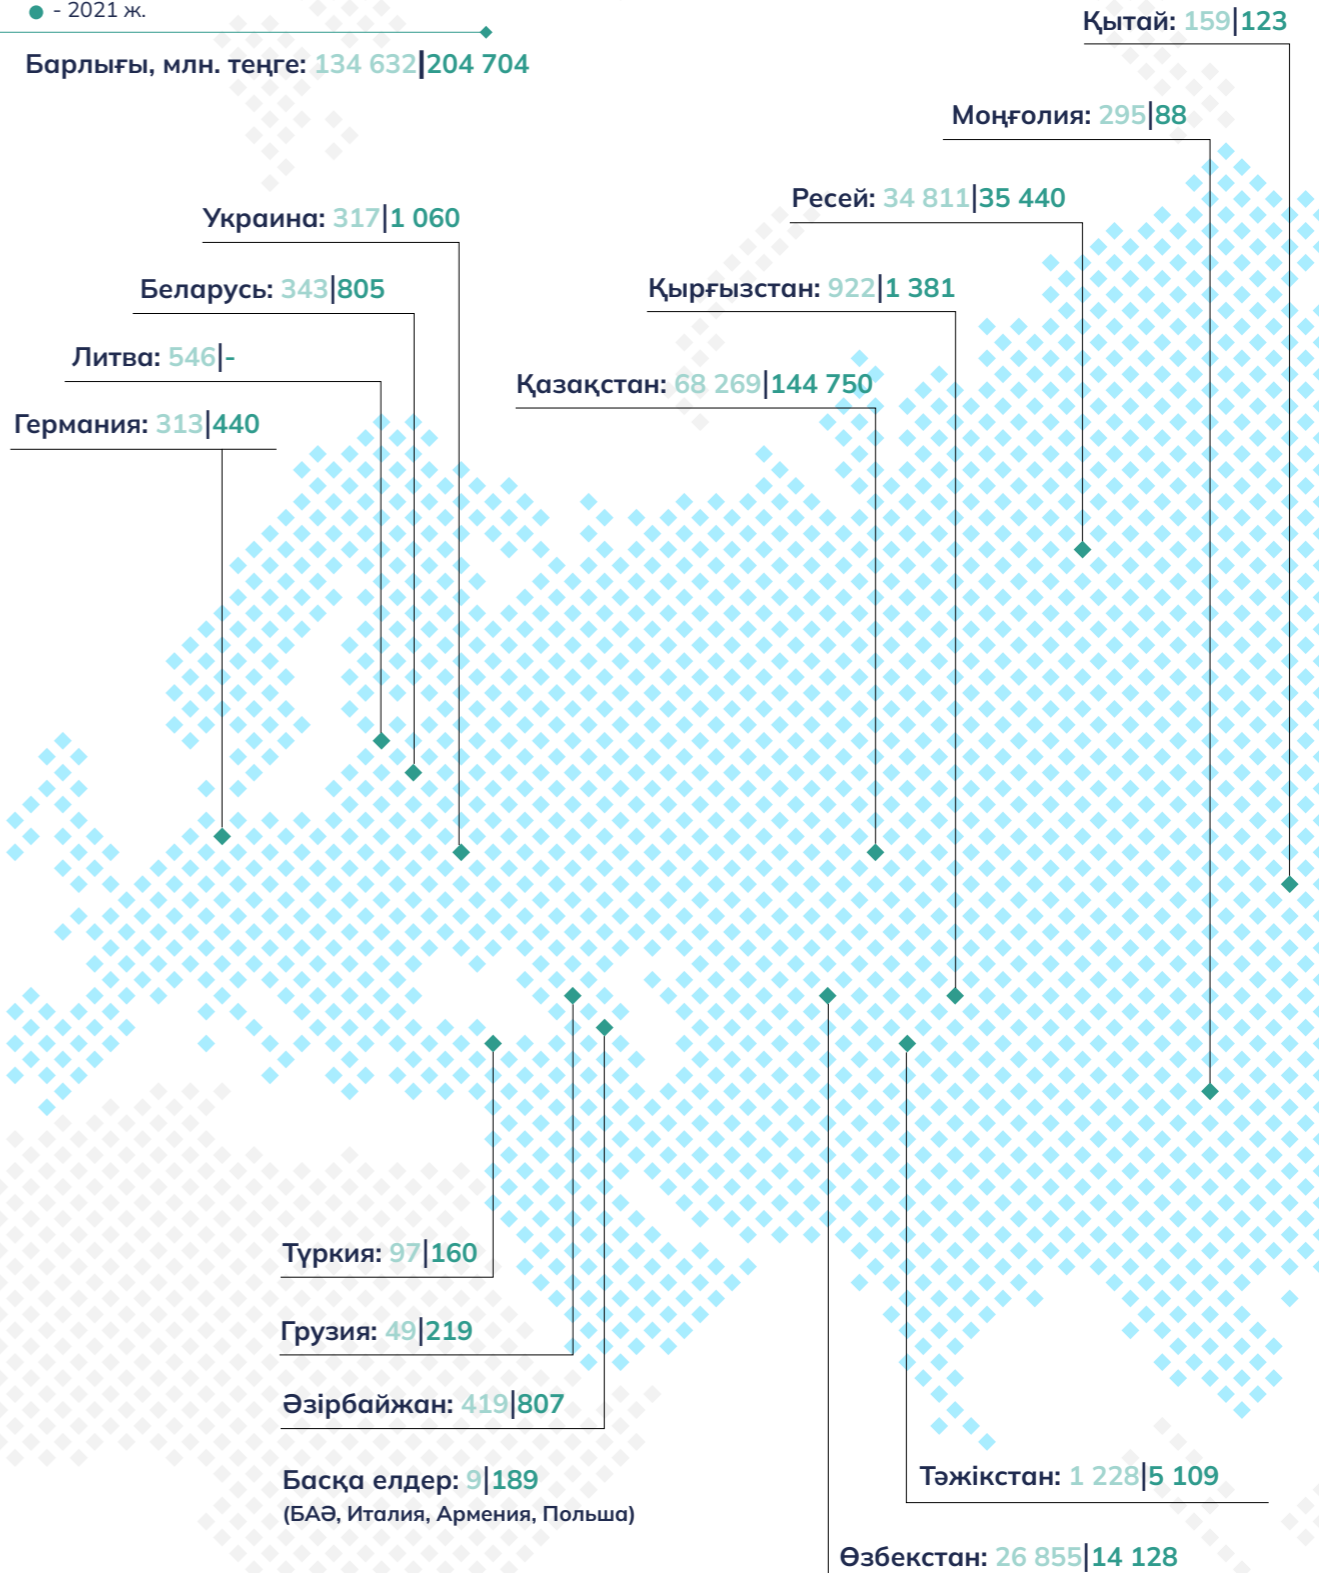 - 2021 ж.
Барлығы, млн. теңге: 134 632|204 704
Қытай: 159|123
Моңғолия: 295|88
Ресей: 34 811|35 440
Украина: 317|1 060
Беларусь: 343|805
Қырғызстан: 922|1 381
Литва: 546|-
Қазақстан: 68 269|144 750
Германия: 313|440
Түркия: 97|160
Грузия: 49|219
Әзірбайжан: 419|807
Басқа елдер: 9|189
(БАӘ, Италия, Армения, Польша)
Тәжікстан: 1 228|5 109
Өзбекстан: 26 855|14 128